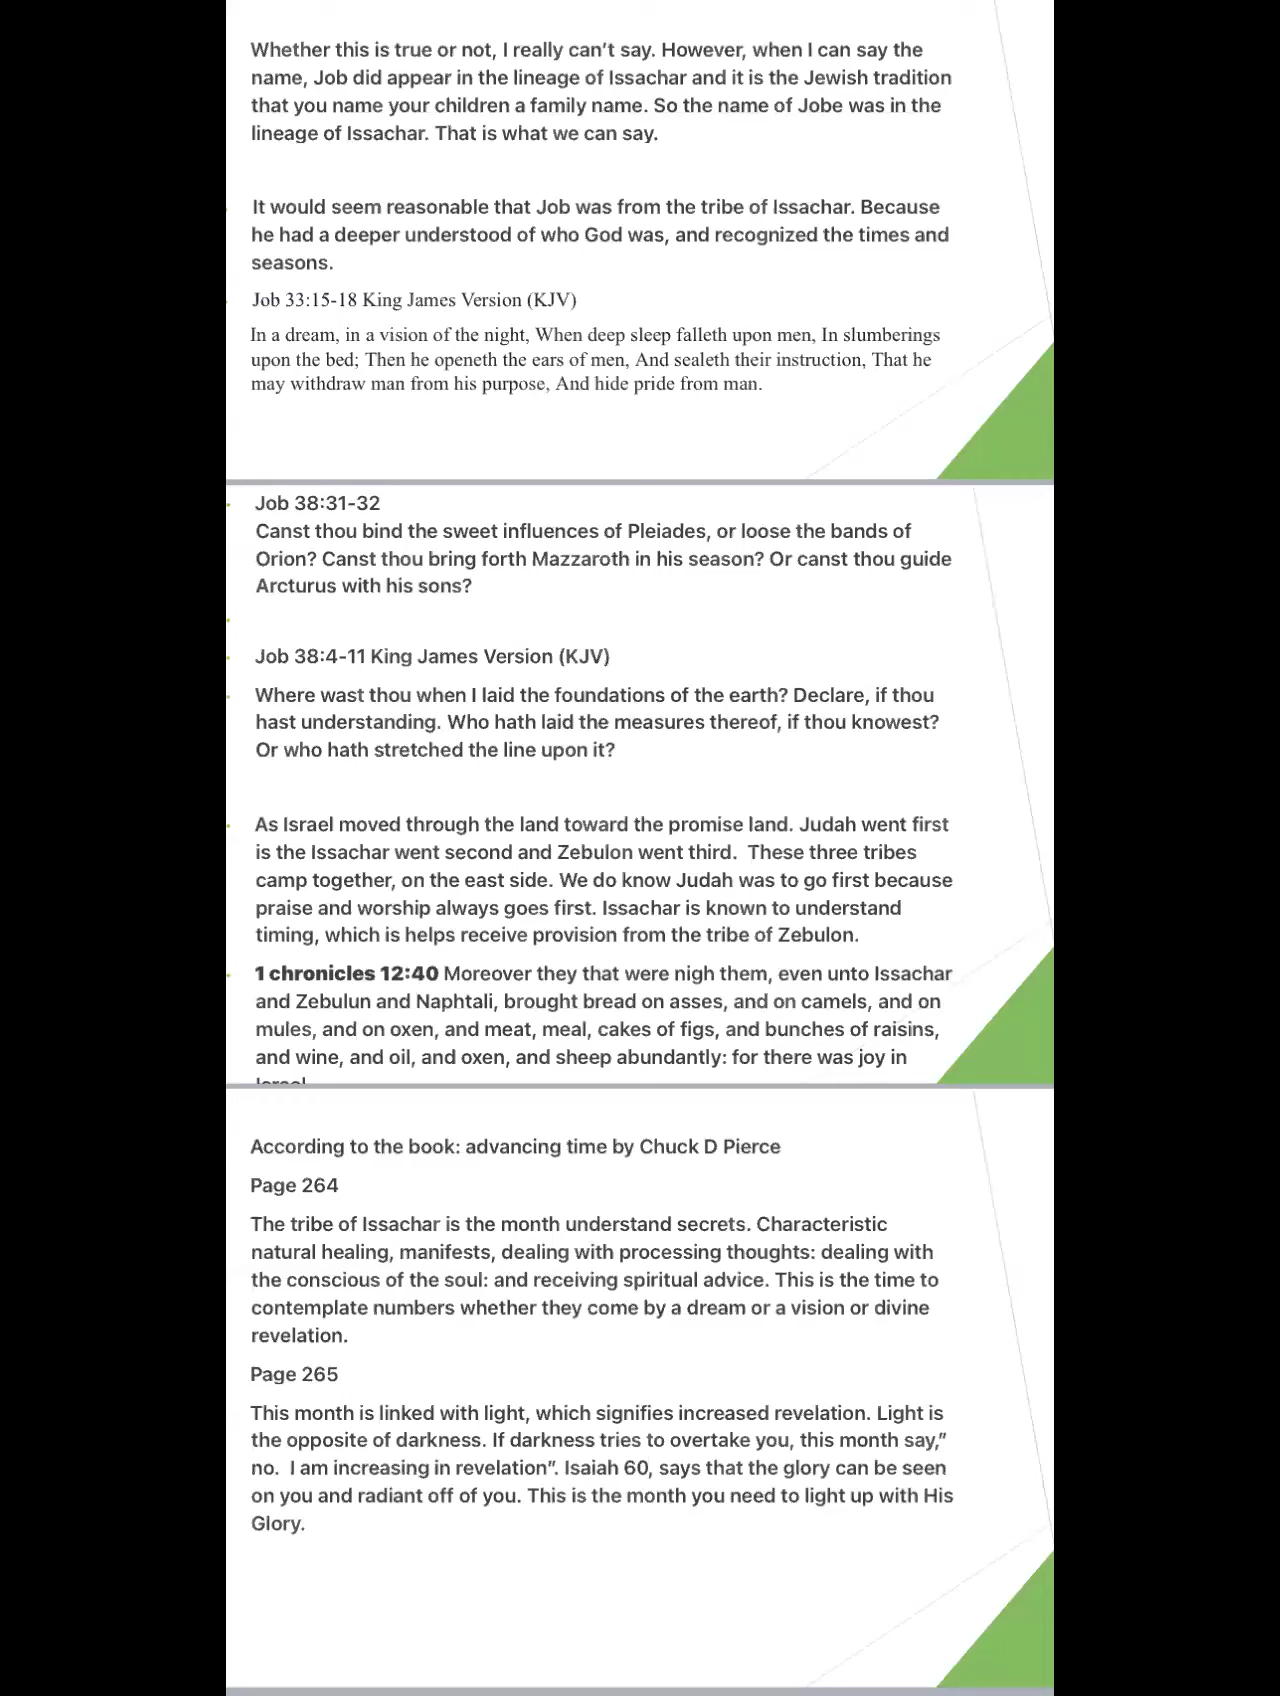 Whether this is true or not, I really can't say. However, when I can say the
name, Job did appear in the lineage of Issachar and it is the Jewish tradition
that you name your children a family name. So the name of Jobe was in the
lineage of Issachar. That is what we can say.
It would seem reasonable that Job was from the tribe of Issachar. Because
he had a deeper understood of who God was, and recognized the times and
seasons.
Job 33:15-18 King James Version (KJV)
In a dream, in a vision of the night, When deep sleep falleth upon men, In slumberings
upon the bed; Then he openeth the ears of men, And sealeth their instruction, That he
may withdraw man from his purpose, And hide pride from man.
Job 38:31-32
Canst thou bind the sweet influences of Pleiades, or loose the bands of
Orion? Canst thou bring forth Mazzaroth in his season? Or canst thou guide
Arcturus with his sons?
Job 38:4-11 King James Version (KJV)
Where wast thou when I laid the foundations of the earth? Declare, if thou
hast understanding. Who hath laid the measures thereof, if thou knowest?
Or who hath stretched the line upon it?
As Israel moved through the land toward the promise land. Judah went first
is the Issachar went second and Zebulon went third.  These three tribes
camp together, on the east side. We do know Judah was to go first because
praise and worship always goes first. Issachar is known to understand
timing, which is helps receive provision from the tribe of Zebulon.
1 chronicles 12:40 Moreover they that were nigh them, even unto Issachar
and Zebulun and Naphtali, brought bread on asses, and on camels, and on
mules, and on oxen, and meat, meal, cakes of figs, and bunches of raisins,
and wine, and oil, and oxen, and sheep abundantly: for there was joy in
According to the book: advancing time by Chuck D Pierce
Page 264
The tribe of Issachar is the month understand secrets. Characteristic
natural healing, manifests, dealing with processing thoughts: dealing with
the conscious of the soul: and receiving spiritual advice. This is the time to
contemplate numbers whether they come by a dream or a vision or divine
revelation.
Page 265
This month is linked with light, which signifies increased revelation. Light is
the opposite of darkness. If darkness tries to overtake you, this month say,"
no.  I am increasing in revelation". Isaiah 60, says that the glory can be seen
on you and radiant off of you. This is the month you need to light up with His
Glory.